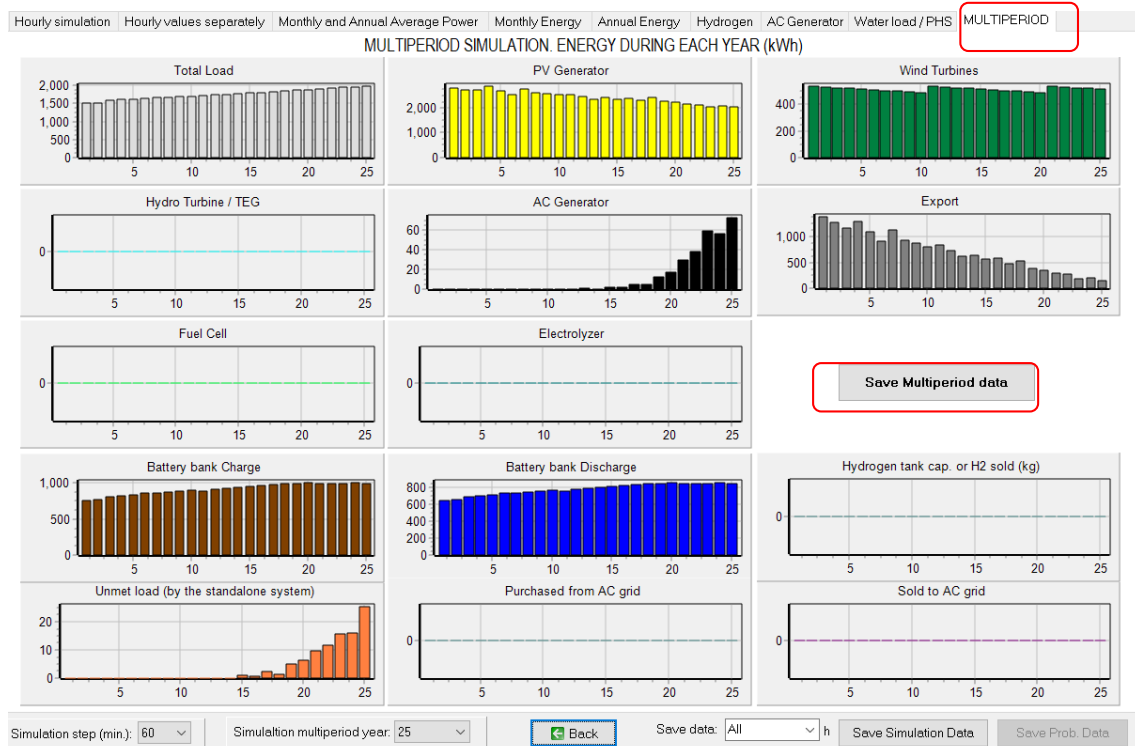 Hourly simulation Hourly values separately Monthly and Annual Average Power Monthly Energy Annual Energy Hydrogen AC Generator Water load / PHS MULTIPERIOD
MULTIPERIOD SIMULATION. ENERGY DURING EACH YEAR (kWh)
Total Load
2,000
1,500
1,000
500
0
5 10 15 20 25
PV Generator
2,000
1,000
0
5 10 15 20 25
Wind Turbines
400
200
0
5 10 15 20 25
Hydro Turbine / TEG
0
5 10 15 20 25
AC Generator
60
40
20
0
5 10 15 20 25
Export
1,000
500
0
5 10 15 20 25
Fuel Cell
0
5 10 15 20 25
Electrolyzer
0
5 10 15 20 25
Save Multiperiod data
Battery bank Charge
1,000
500
0
5 10 15 20 25
Battery bank Discharge
800
600
400
200
0
5 10 15 20 25
Hydrogen tank cap. or H2 sold (kg)
0
5 10 15 20 25
Unmet load (by the standalone system)
20
10
0
5 10 15 20 25
Purchased from AC grid
0
5 10 15 20 25
Sold to AC grid
0
5 10 15 20 25
Simulation step (min.): 60 Simulaltion multiperiod year: 25 Back Save data: All h Save Simulation Data Save Prob. Data